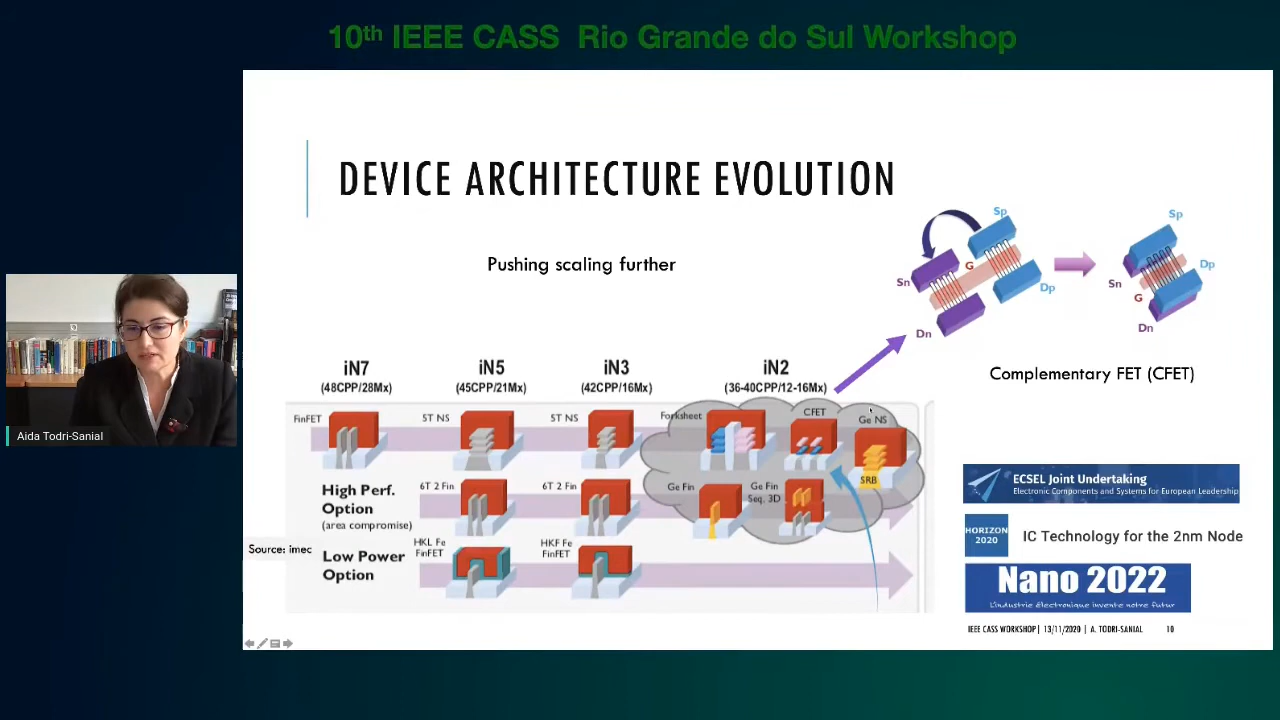 10th IEEE CASS Rio Grande do Sul Workshop
DEVICE ARCHITECTURE EVOLUTION
Pushing scaling further
Sp
Sn
G
Dp
Dn
Sp
Dp
Sn
G
Dn
Complementary FET (CFET)
iN7
(48CPP/28Mx)
iN5
(45CPP/21Mx)
iN3
(42CPP/16Mx)
iN2
(36-40CPP/12-16Mx)
FinFET
5T NS
5T NS
Forksheet
CFET
Ge NS
SRB
High Perf.
Option
(area compromise)
6T 2 Fin
6T 2 Fin
Ge Fin
Ge Fin
Seq. 3D
Source: imec
Low Power
Option
HKL Fe
FinFET
HKF Fe
FinFET
ECSEL Joint Undertaking
Electronic Components and Systems for European Leadership
HORIZON
2020
IC Technology for the 2nm Node
Nano 2022
L'industrie électronique invente notre futur
IEEE CASS WORKSHOP| 13/11/2020 | A. TODRI-SANIAL 10
Aida Todri-Sanial